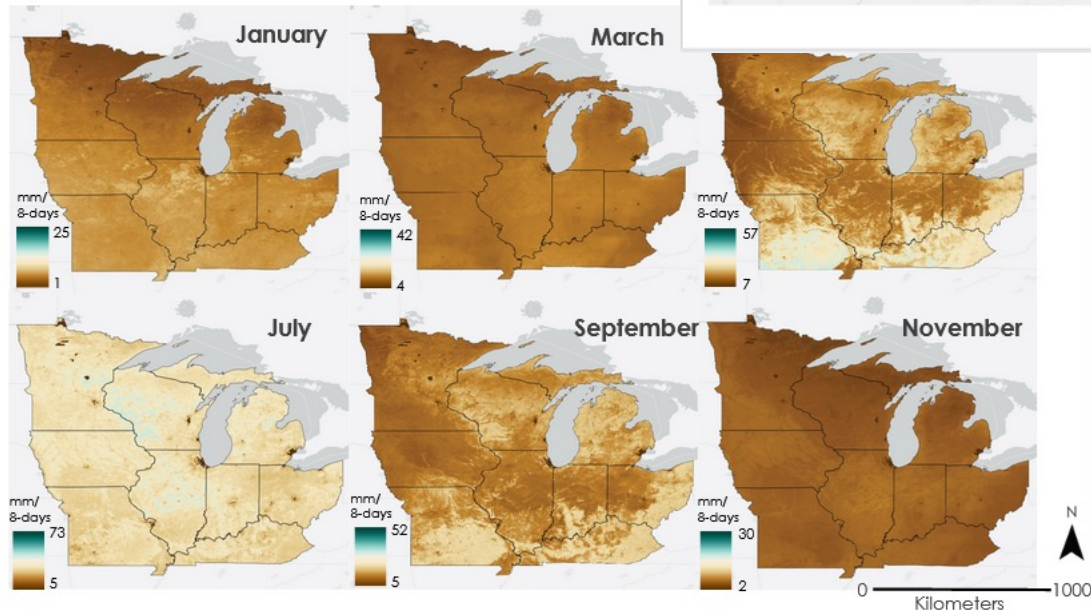 January
mm/
8-days
25
1
March
mm/
8-days
42
4
mm/
8-days
57
7
July
mm/
8-days
73
5
September
mm/
8-days
52
5
November
mm/
8-days
30
2
N
0 1000
Kilometers